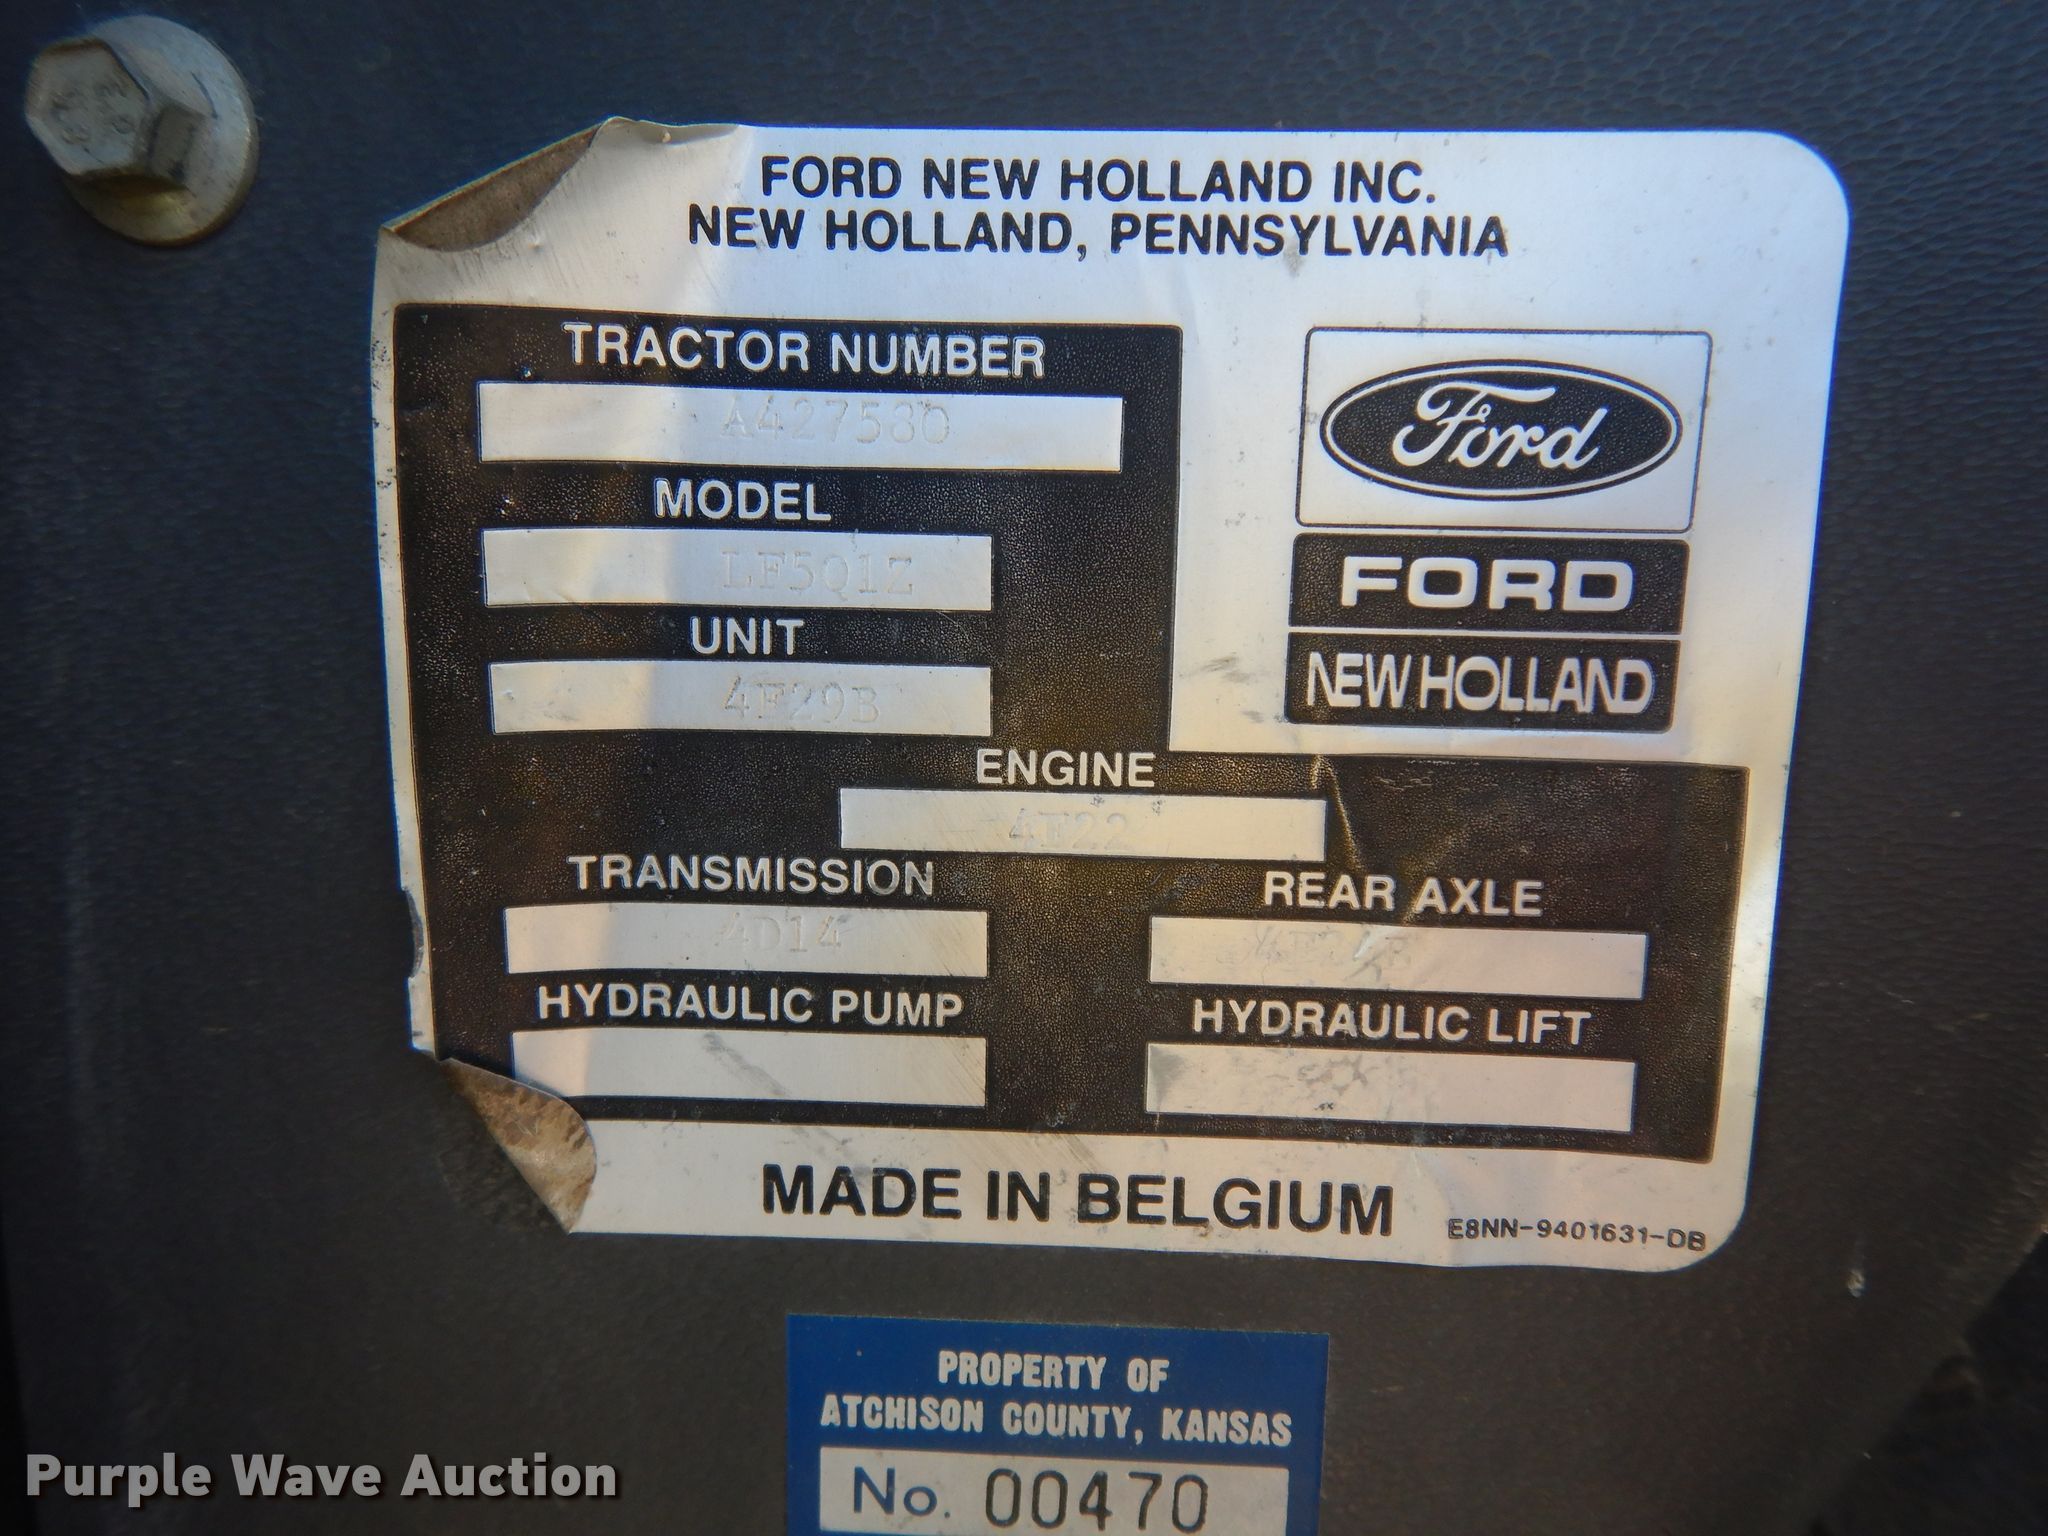 FORD NEW HOLLAND INC.
NEW HOLLAND, PENNSYLVANIA
TRACTOR NUMBER
A427580
MODEL
LF5Q1Z
UNIT
4F29B
Ford
FORD
NEW HOLLAND
ENGINE
4F22
TRANSMISSION
4D14
REAR AXLE
HYDRAULIC PUMP
HYDRAULIC LIFT
MADE IN BELGIUM
E8NN-9401631-DB
PROPERTY OF
ATCHISON COUNTY, KANSAS
No. 00470
Purple Wave Auction